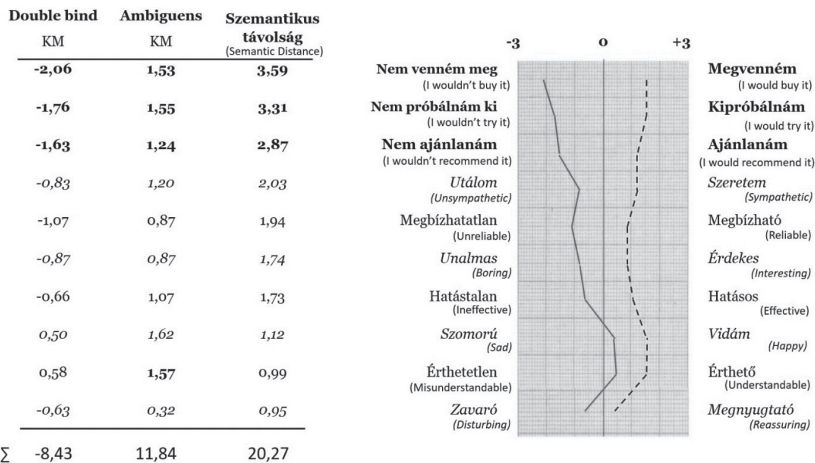 Double bind Ambiguens Szemantikus távolság
KM KM (Semantic Distance)
-2,06 1,53 3,59
-1,76 1,55 3,31
-1,63 1,24 2,87
-0,83 1,20 2,03
-1,07 0,87 1,94
-0,87 0,87 1,74
-0,66 1,07 1,73
0,50 1,62 1,12
0,58 1,57 0,99
-0,63 0,32 0,95
∑ -8,43 11,84 20,27
-3 0 +3
Nem venném meg Megvenném
(I wouldn't buy it) (I would buy it)
Nem próbálnám ki Kipróbálnám
(I wouldn't try it) (I would try it)
Nem ajánlanám Ajánlanám
(I wouldn't recommend it) (I would recommend it)
Utálom Szeretem
(Unsympathetic) (Sympathetic)
Megbízhatatlan Megbízható
(Unreliable) (Reliable)
Unalmas Érdekes
(Boring) (Interesting)
Hatástalan Hatásos
(Ineffective) (Effective)
Szomorú Vidám
(Sad) (Happy)
Érthetetlen Érthető
(Misunderstandable) (Understandable)
Zavaró Megnyugtató
(Disturbing) (Reassuring)